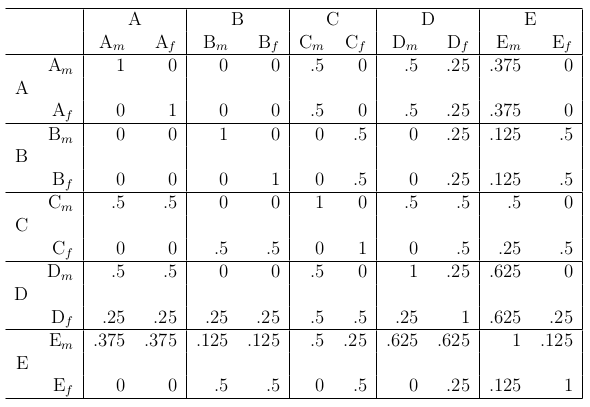 A B C D E
A_m A_f B_m B_f C_m C_f D_m D_f E_m E_f
A_m 1 0 0 0 .5 0 .5 .25 .375 0
A
A_f 0 1 0 0 .5 0 .5 .25 .375 0
B_m 0 0 1 0 0 .5 0 .25 .125 .5
B
B_f 0 0 0 1 0 .5 0 .25 .125 .5
C_m .5 .5 0 0 1 0 .5 .5 .5 0
C
C_f 0 0 .5 .5 0 1 0 .5 .25 .5
D_m .5 .5 0 0 .5 0 1 .25 .625 0
D
D_f .25 .25 .25 .25 .5 .5 .25 1 .625 .25
E_m .375 .375 .125 .125 .5 .25 .625 .625 1 .125
E
E_f 0 0 .5 .5 0 .5 0 .25 .125 1